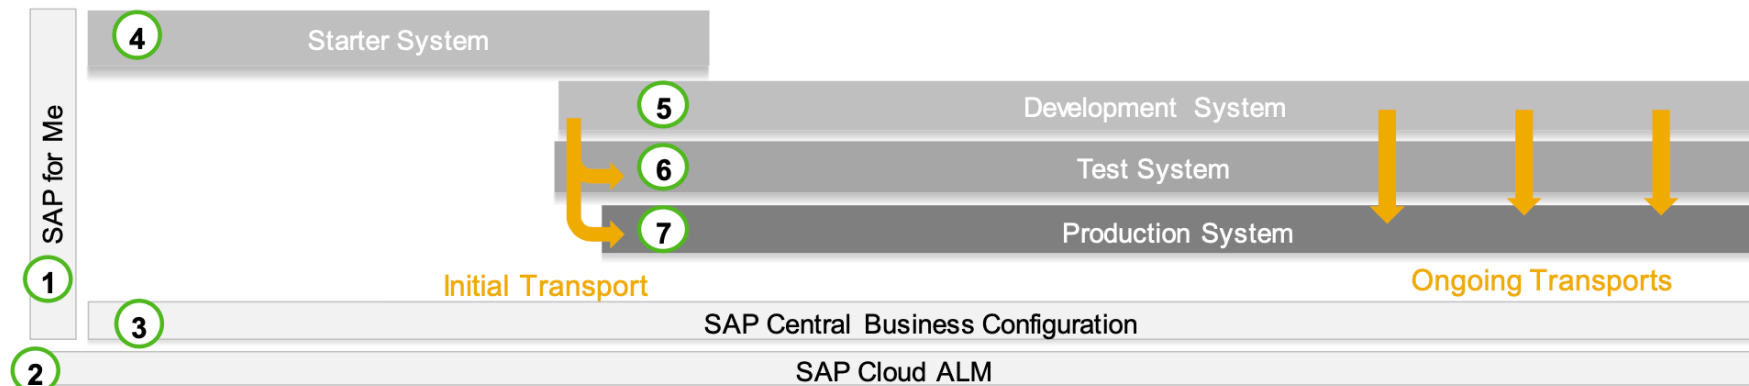 4
Starter System
5
Development System
6
Test System
7
Production System
SAP for Me
1
Initial Transport
Ongoing Transports
3
SAP Central Business Configuration
2
SAP Cloud ALM